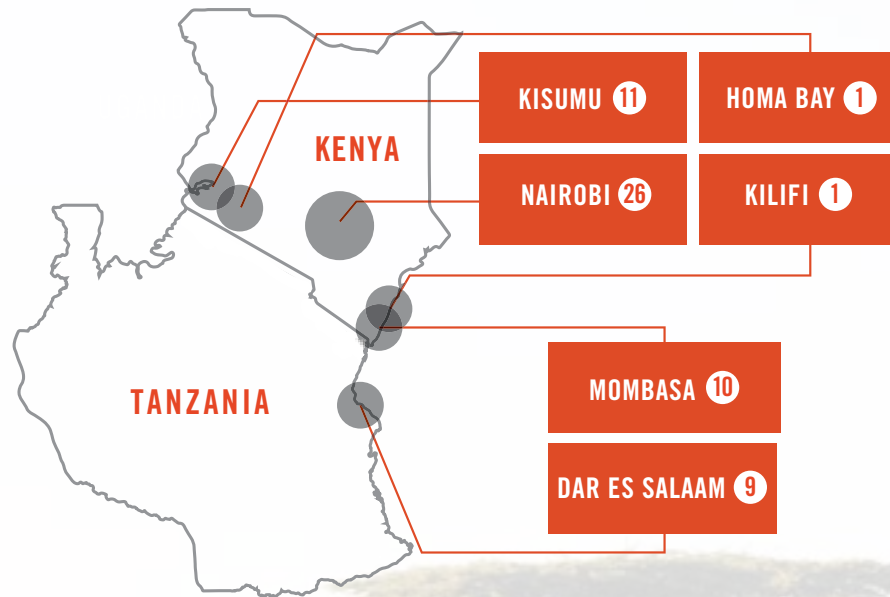 KISUMU 11
HOMA BAY 1
KENYA
NAIROBI 26
KILIFI 1
MOMBASA 10
TANZANIA
DAR ES SALAAM 9